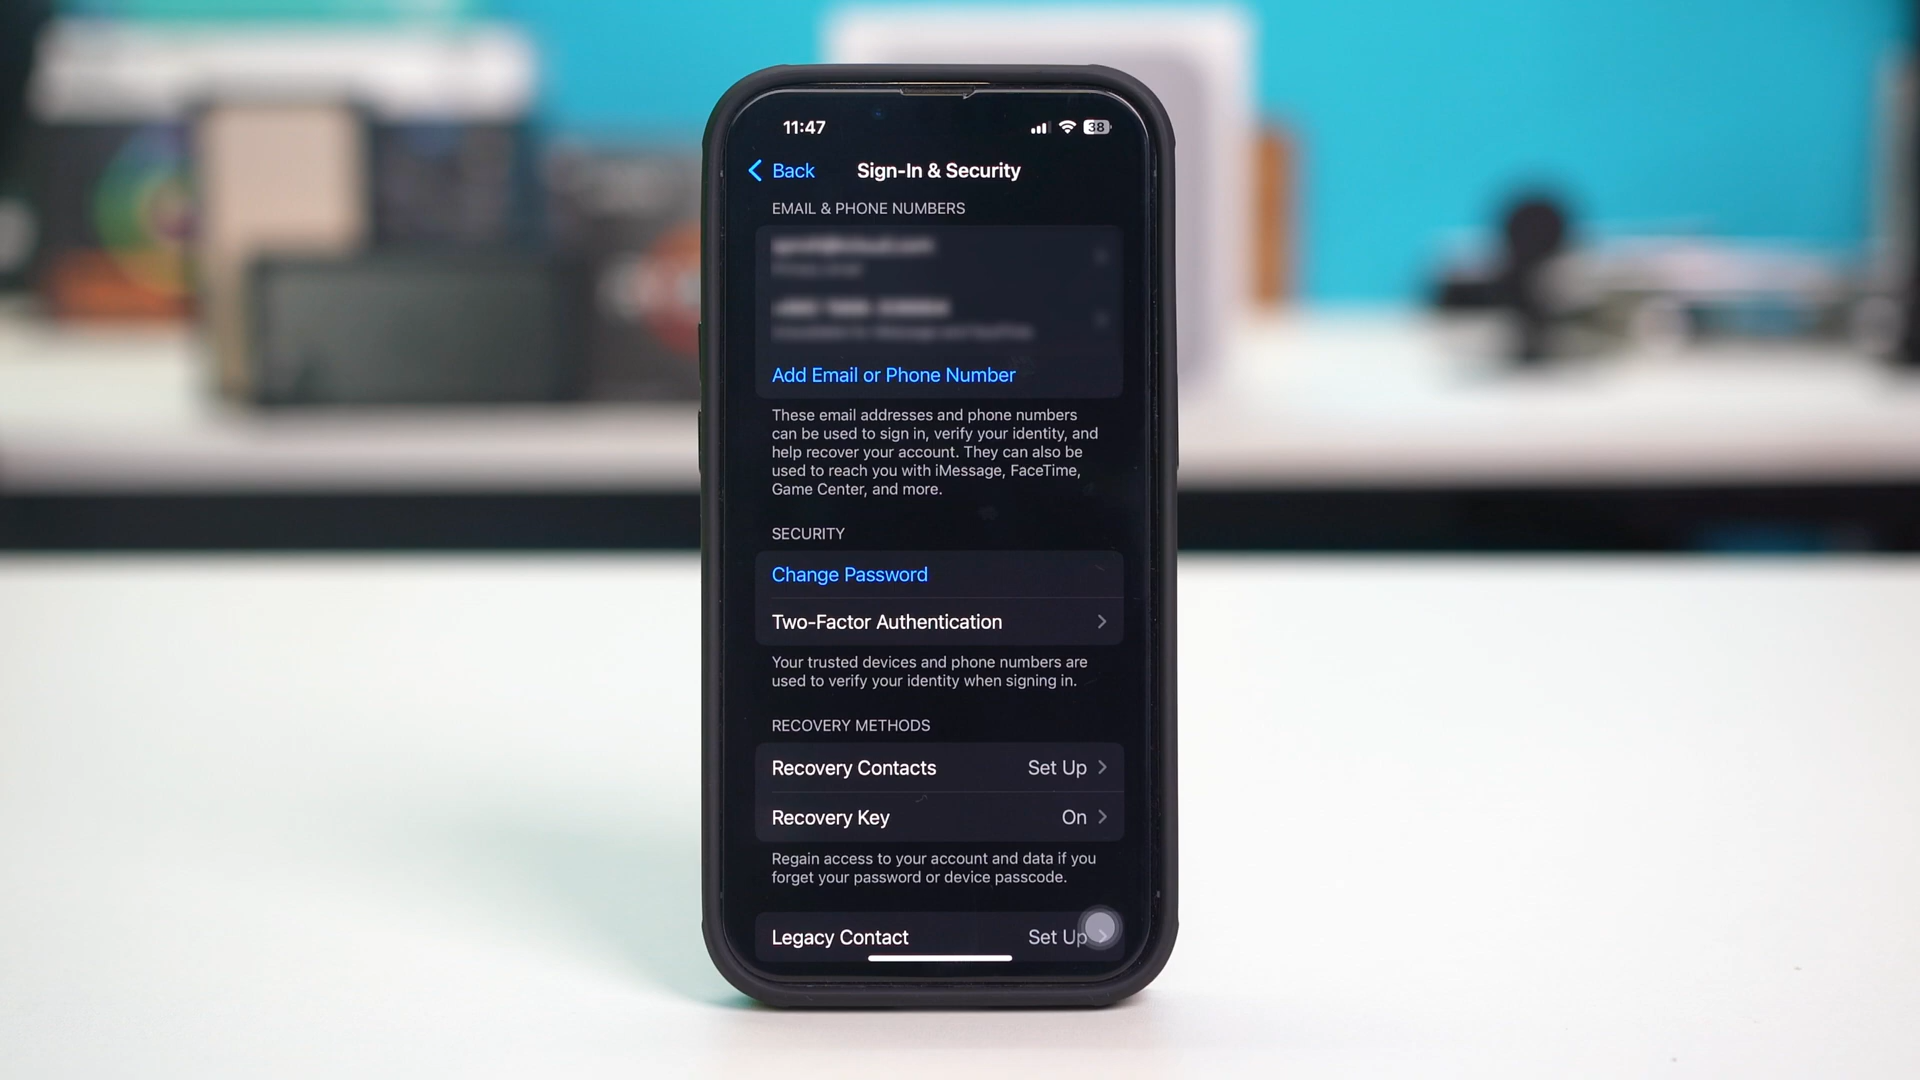 11:47
38
Back
Sign-In & Security
EMAIL & PHONE NUMBERS
Add Email or Phone Number
These email addresses and phone numbers
can be used to sign in, verify your identity, and
help recover your account. They can also be
used to reach you with iMessage, FaceTime,
Game Center, and more.
SECURITY
Change Password
Two-Factor Authentication
Your trusted devices and phone numbers are
used to verify your identity when signing in.
RECOVERY METHODS
Recovery Contacts Set Up
Recovery Key On
Regain access to your account and data if you
forget your password or device passcode.
Legacy Contact Set Up